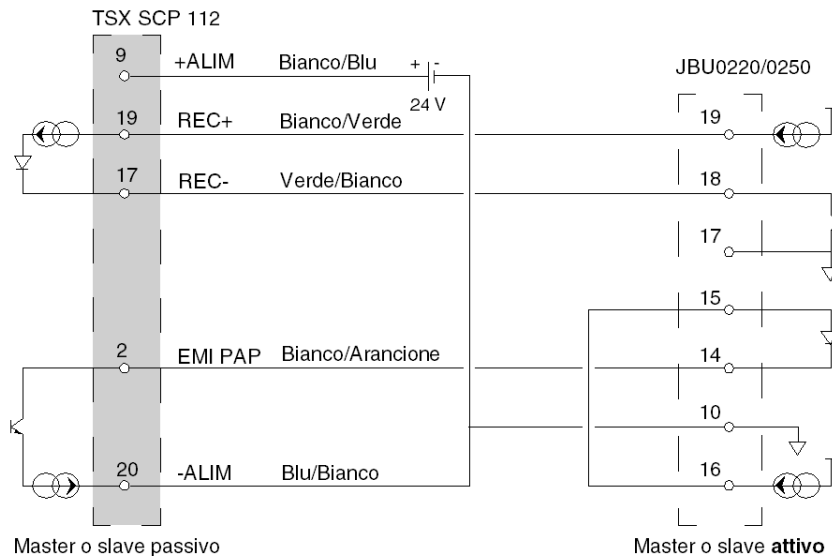 TSX SCP 112
JBU0220/0250
9 +ALIM Bianco/Blu + -
24 V
19 REC+ Bianco/Verde 19
17 REC- Verde/Bianco 18
17
15
2 EMI PAP Bianco/Arancione 14
10
20 -ALIM Blu/Bianco 16
Master o slave passivo Master o slave attivo